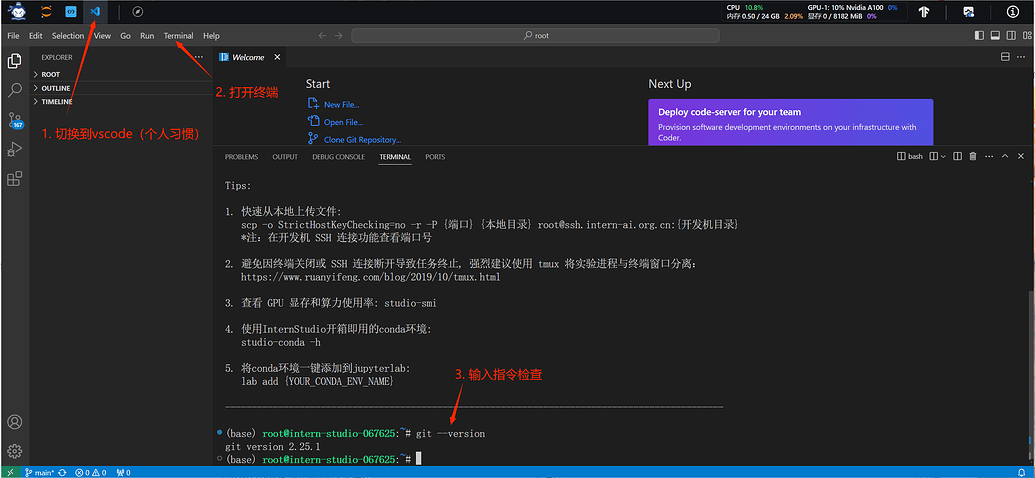 CPU 10.8%
GPU-1: 10% Nvidia A100 0%
内存 0.50 / 24 GB 2.09%
显存 0 / 8182 MiB 0%
File Edit Selection View Go Run Terminal Help
root
EXPLORER
ROOT
OUTLINE
TIMELINE
167
1. 切换到vscode（个人习惯）
Welcome
2. 打开终端
Start
New File...
Open File...
Clone Git Repository...
Next Up
Deploy code-server for your team
Provision software development environments on your infrastructure with
Coder.
PROBLEMS OUTPUT DEBUG CONSOLE TERMINAL PORTS
bash
Tips:
1. 快速从本地上传文件:
scp -o StrictHostKeyChecking=no -r -P {端口} {本地目录} root@ssh.intern-ai.org.cn:{开发机目录}
*注: 在开发机 SSH 连接功能查看端口号
2. 避免因终端关闭或 SSH 连接断开导致任务终止, 强烈建议使用 tmux 将实验进程与终端窗口分离:
https://www.ruanyifeng.com/blog/2019/10/tmux.html
3. 查看 GPU 显存和算力使用率: studio-smi
4. 使用InternStudio开箱即用的conda环境:
studio-conda -h
5. 将conda环境一键添加到jupyterlab:
lab add {YOUR_CONDA_ENV_NAME}
3. 输入指令检查
(base) root@intern-studio-067625:~# git --version
git version 2.25.1
(base) root@intern-studio-067625:~#
main* 0 0 0